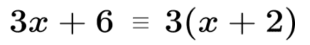 3x + 6 ≡ 3(x + 2)